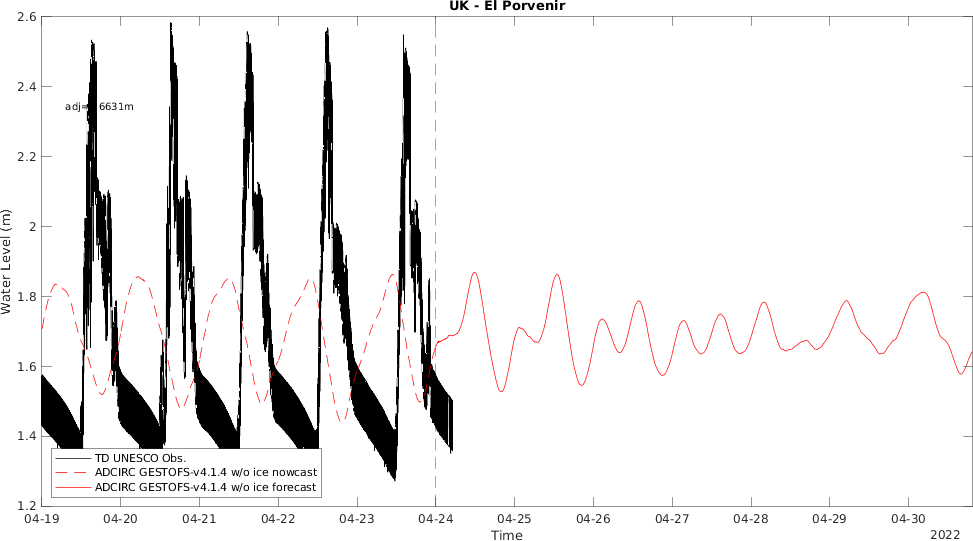 UK - El Porvenir
2.6
2.4
adj= 6631m
2.2
2
Water Level (m)
1.8
1.6
1.4
TD UNESCO Obs.
ADCIRC GESTOFS-v4.1.4 w/o ice nowcast
ADCIRC GESTOFS-v4.1.4 w/o ice forecast
1.2
04-19 04-20 04-21 04-22 04-23 04-24 04-25 04-26 04-27 04-28 04-29 04-30
Time
2022